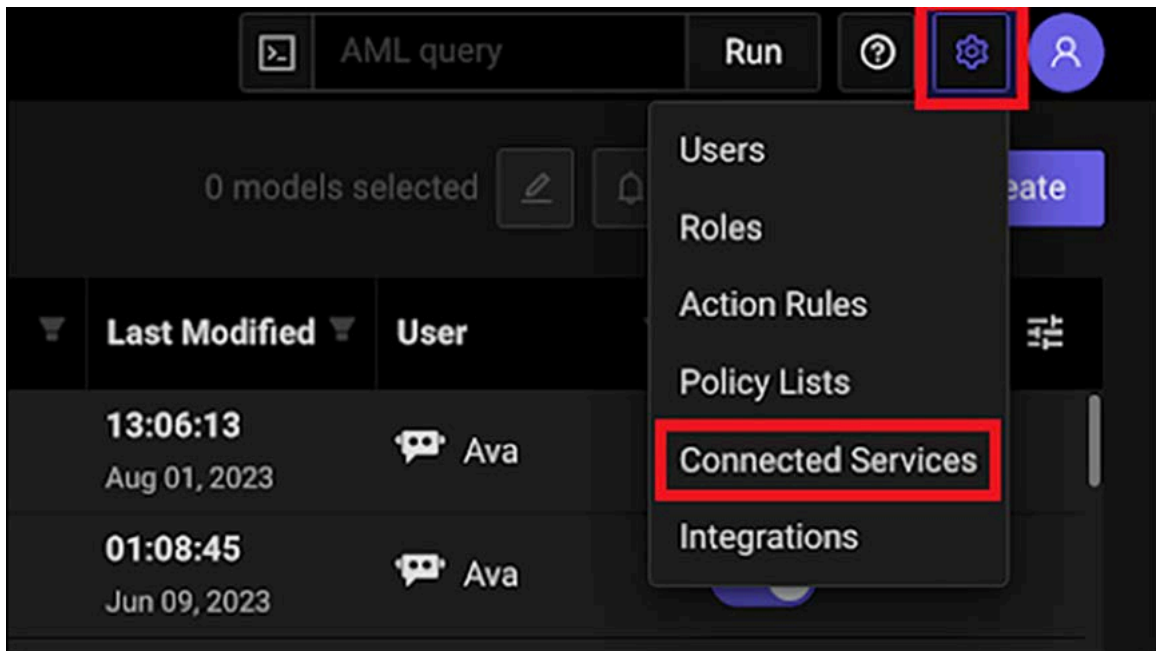 >_ AML query Run
Users
0 models selected eate
Roles
Action Rules
Last Modified User
Policy Lists
13:06:13
Aug 01, 2023 Ava
Connected Services
Integrations
01:08:45
Jun 09, 2023 Ava